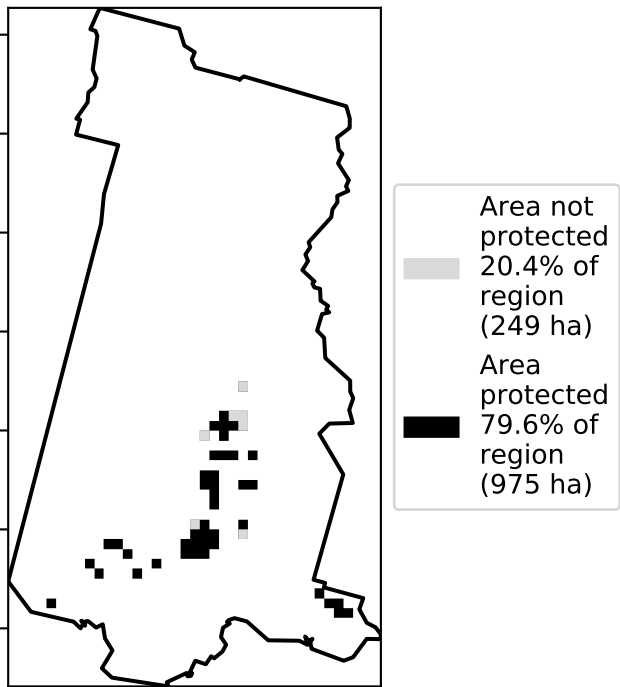 Area not
protected
20.4% of
region
(249 ha)
Area
protected
79.6% of
region
(975 ha)